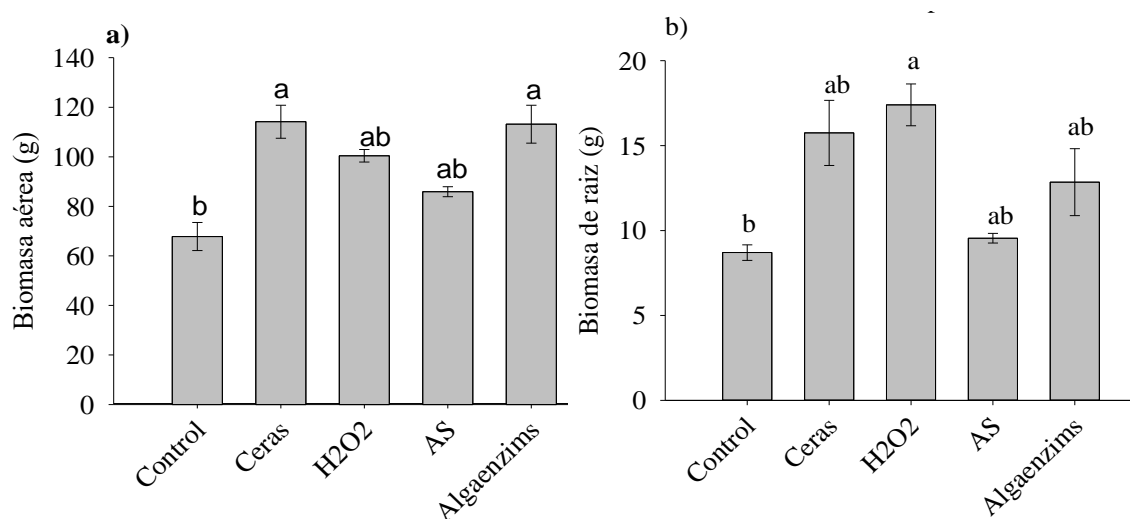 a)
140
120
100
80
60
40
20
0
Biomasa aérea (g)
b
a
ab
ab
a
Control
Ceras
H2O2
AS
Algaenzims
b)
20
15
10
5
0
Biomasa de raiz (g)
b
ab
a
ab
ab
Control
Ceras
H2O2
AS
Algaenzims